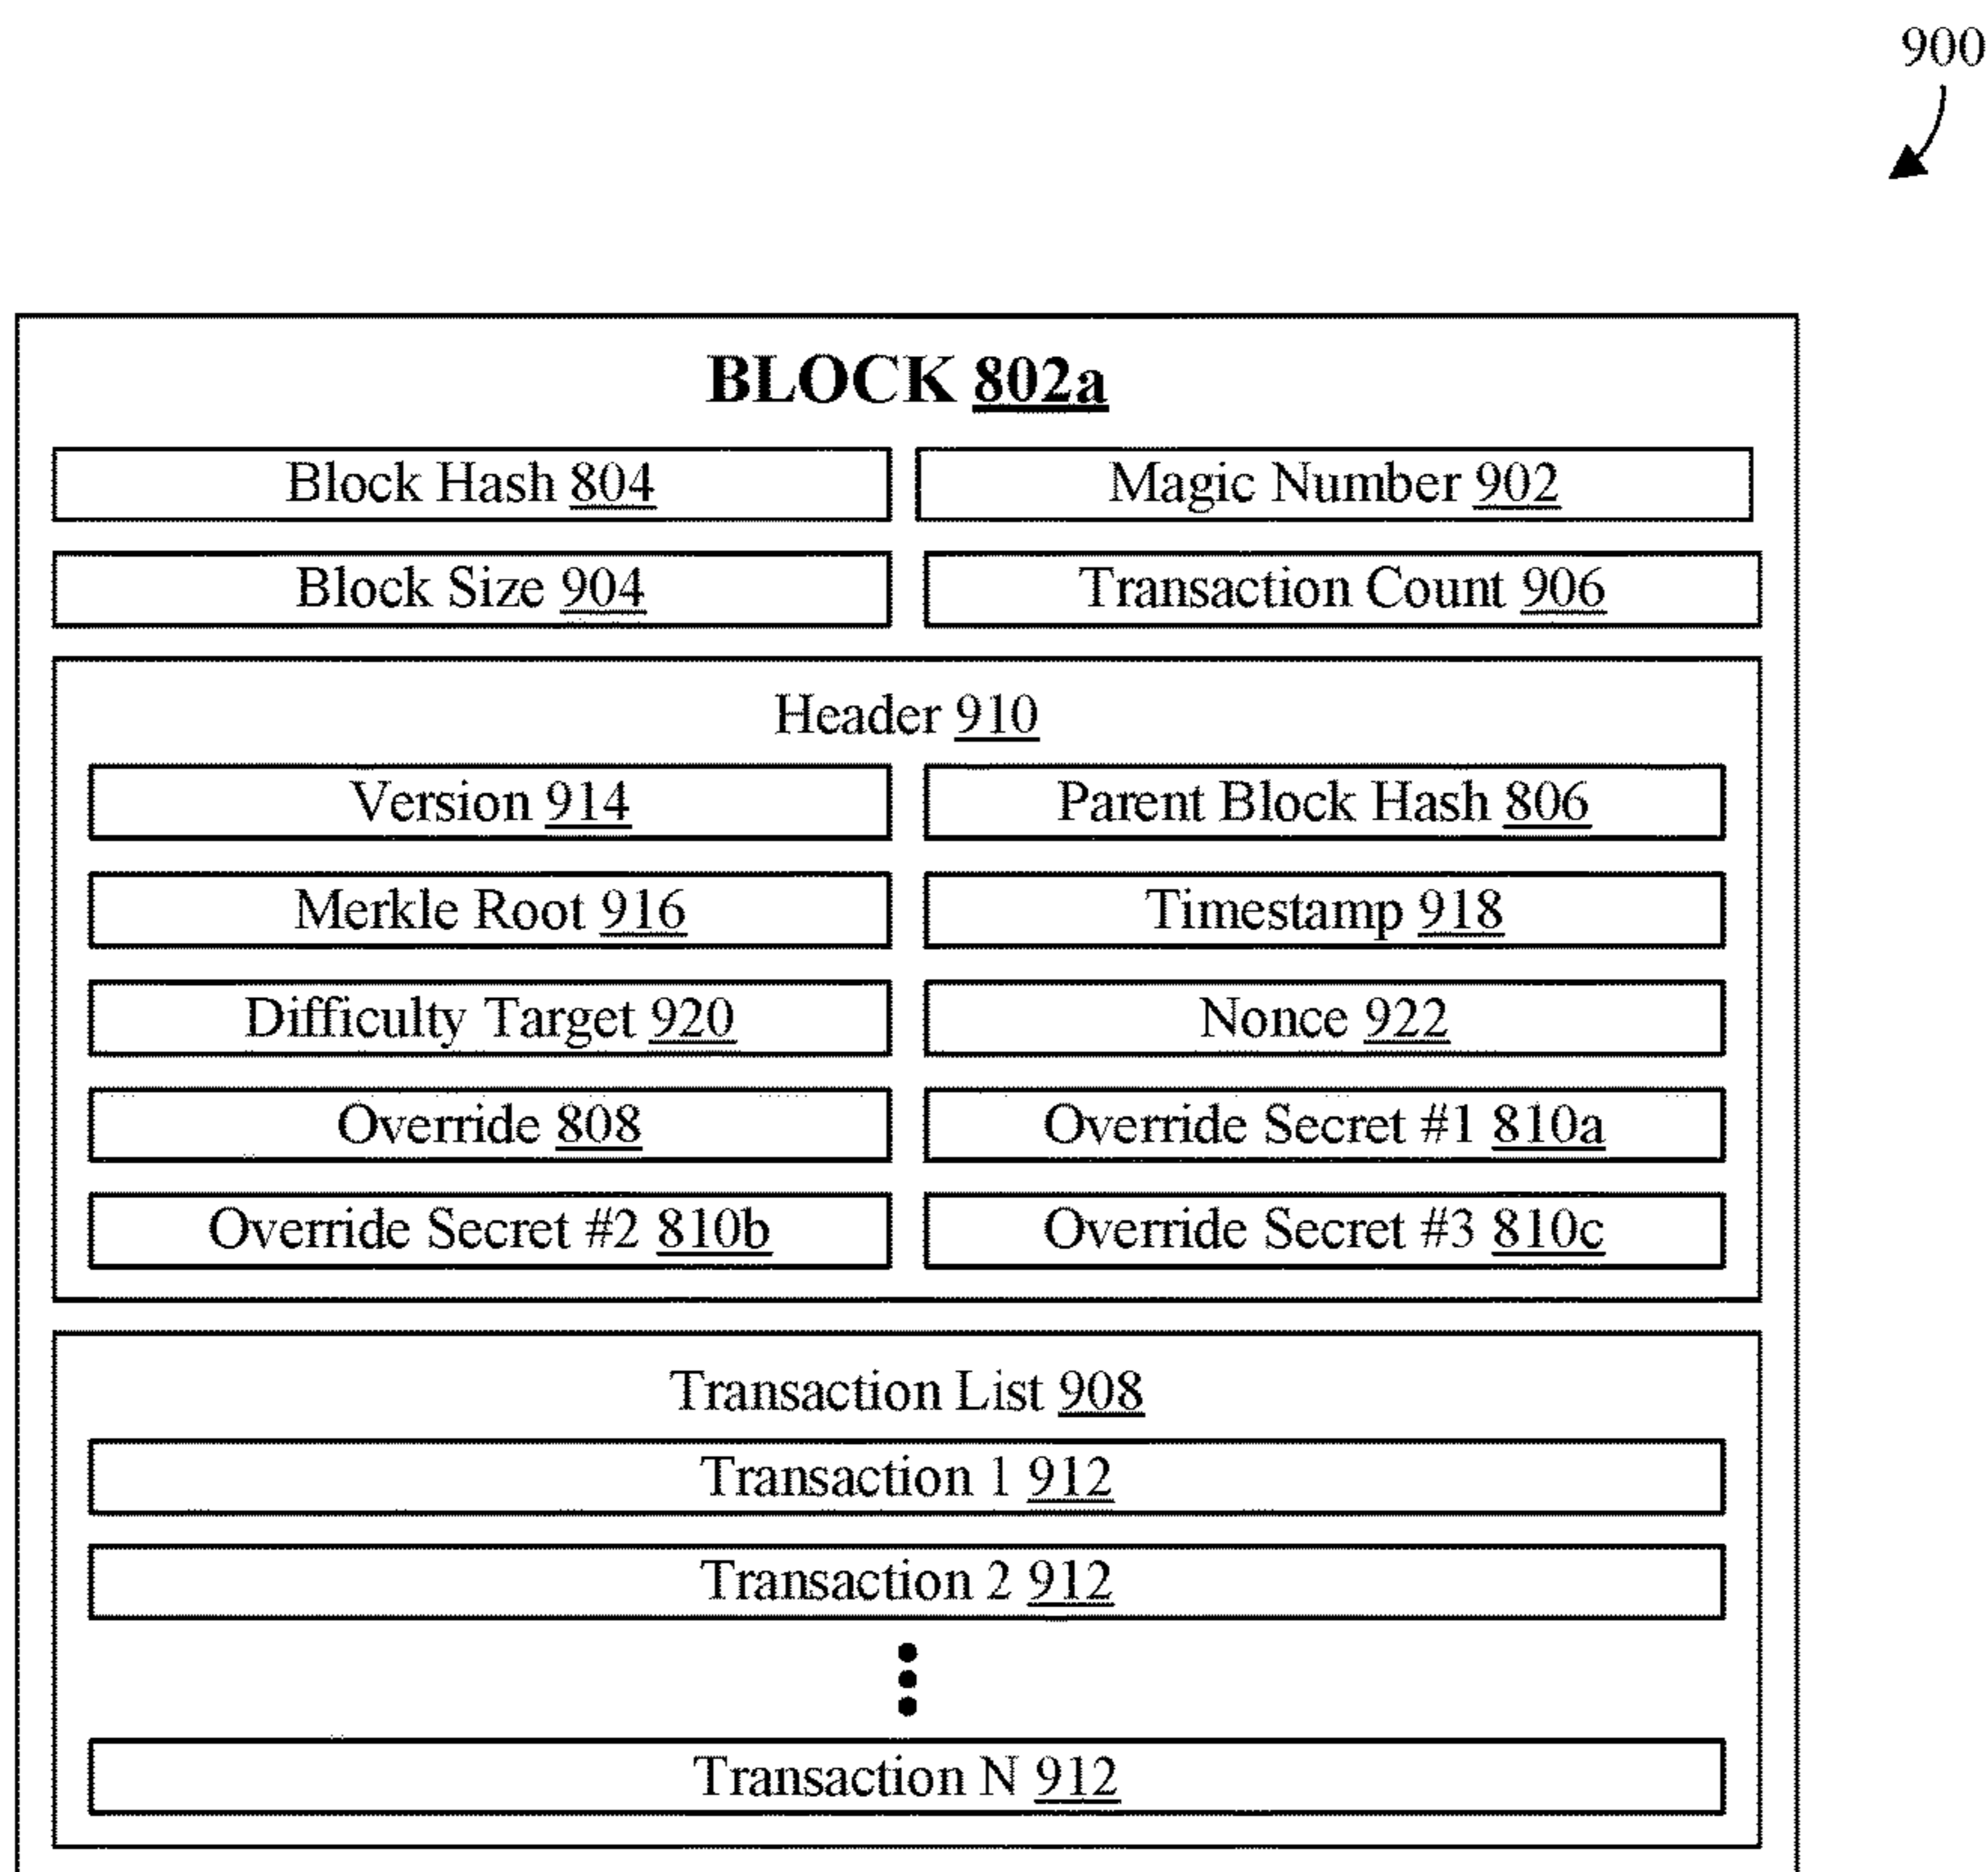 900
BLOCK 802a
Block Hash 804
Magic Number 902
Block Size 904
Transaction Count 906
Header 910
Version 914
Parent Block Hash 806
Merkle Root 916
Timestamp 918
Difficulty Target 920
Nonce 922
Override 808
Override Secret #1 810a
Override Secret #2 810b
Override Secret #3 810c
Transaction List 908
Transaction 1 912
Transaction 2 912
Transaction N 912